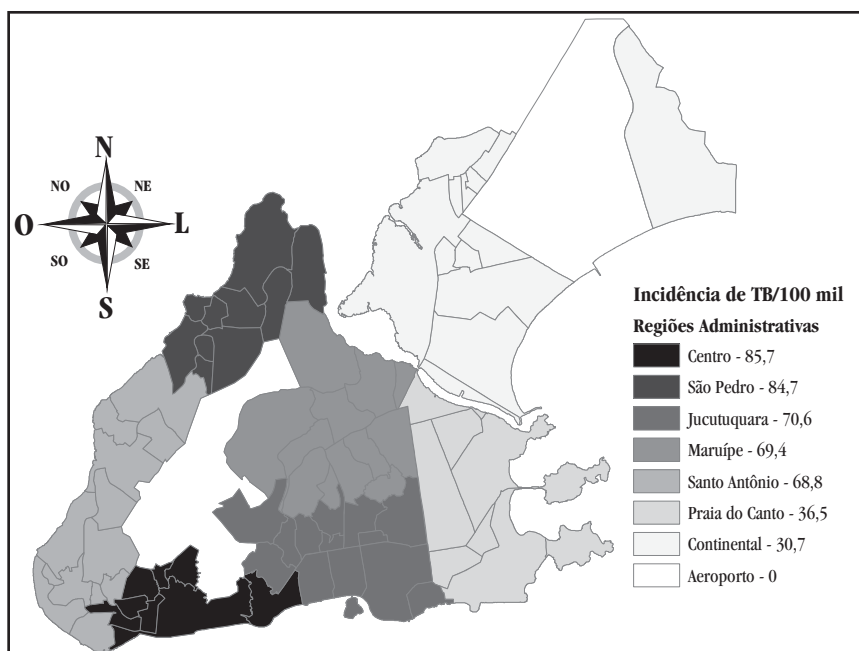 N
NO
NE
O
L
SO
SE
S
Incidência de TB/100 mil
Regiões Administrativas
Centro - 85,7
São Pedro - 84,7
Jucutuquara - 70,6
Maruípe - 69,4
Santo Antônio - 68,8
Praia do Canto - 36,5
Continental - 30,7
Aeroporto - 0